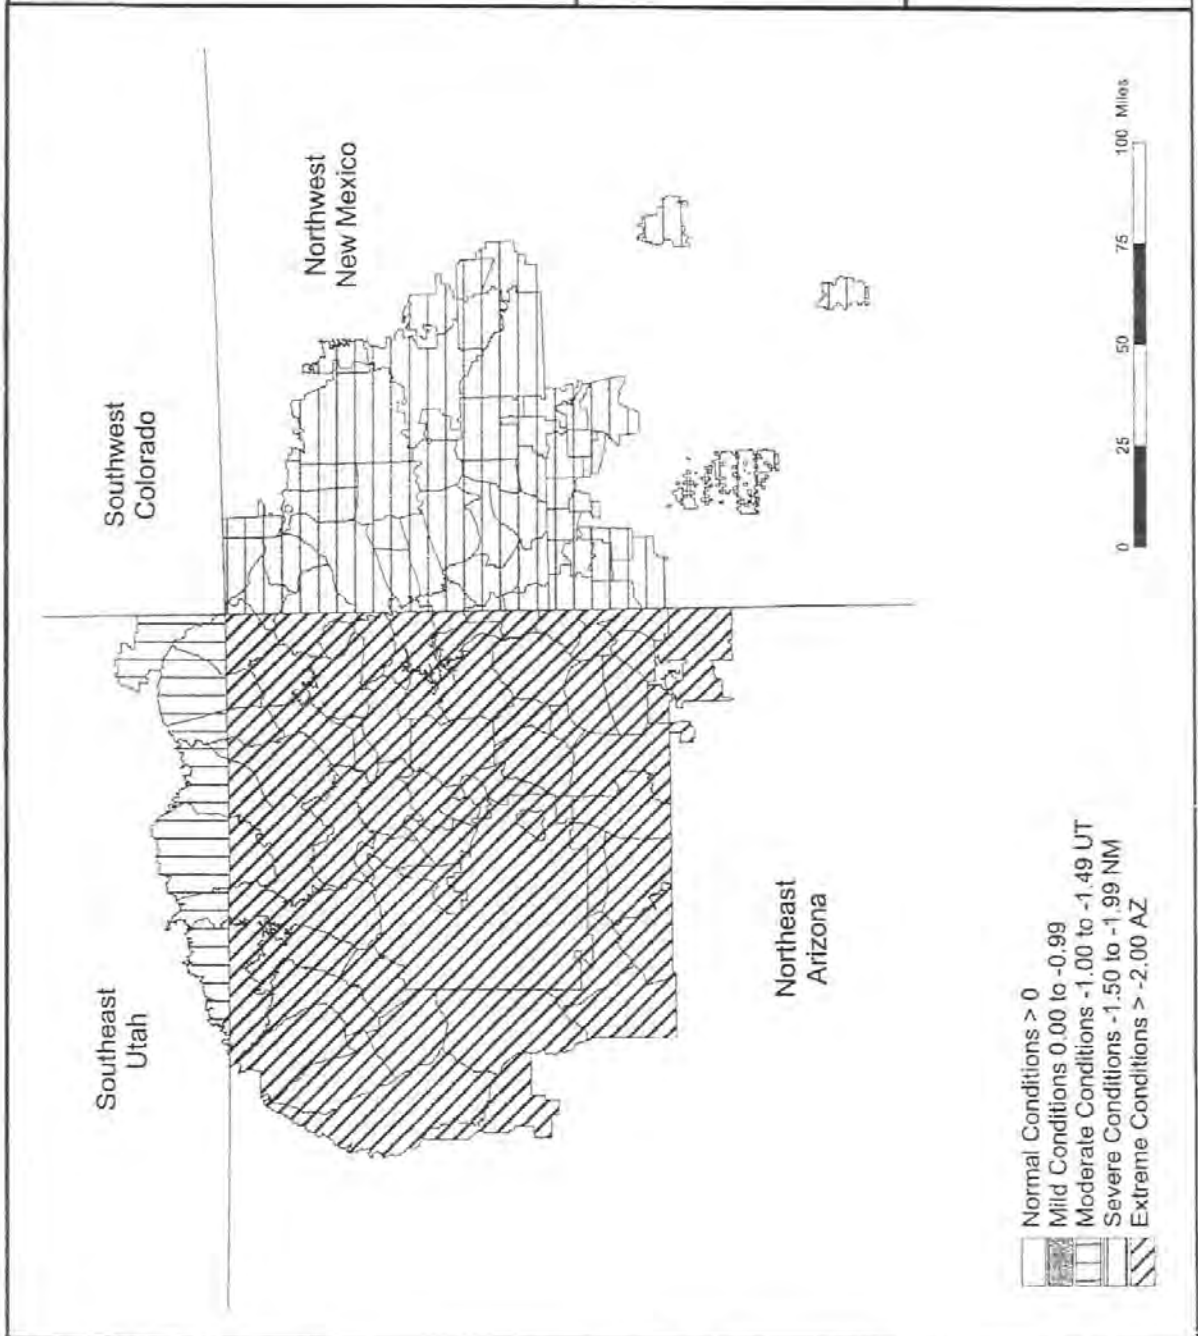 Southeast
Utah
Southwest
Colorado
Northwest
New Mexico
Northeast
Arizona
Normal Conditions > 0
Mild Conditions 0.00 to -0.99
Moderate Conditions -1.00 to -1.49 UT
Severe Conditions -1.50 to -1.99 NM
Extreme Conditions > -2.00 AZ
0 25 50 75 100 Miles